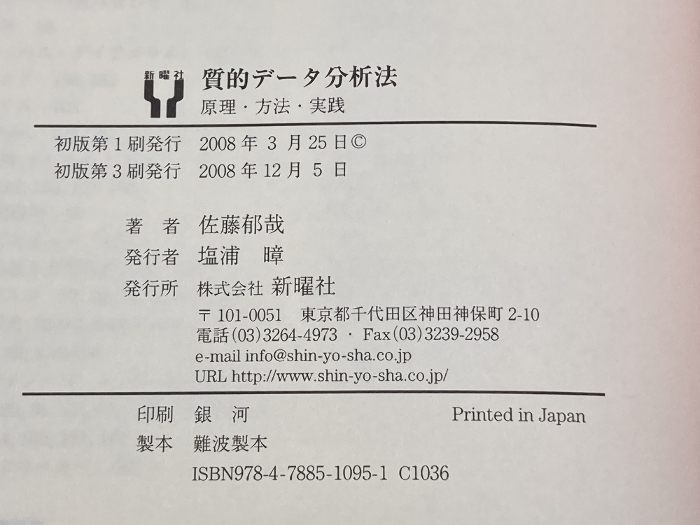 新曜社 質的データ分析法
原理・方法・実践
初版第1刷発行 2008年3月25日©
初版第3刷発行 2008年12月5日
著 者 佐藤郁哉
発行者 塩浦 暲
発行所 株式会社 新曜社
〒101-0051 東京都千代田区神田神保町2-10
電話(03)3264-4973・Fax(03)3239-2958
e-mail info@shin-yo-sha.co.jp
URL http://www.shin-yo-sha.co.jp/
印刷 銀 河 Printed in Japan
製本 難波製本
ISBN978-4-7885-1095-1 C1036